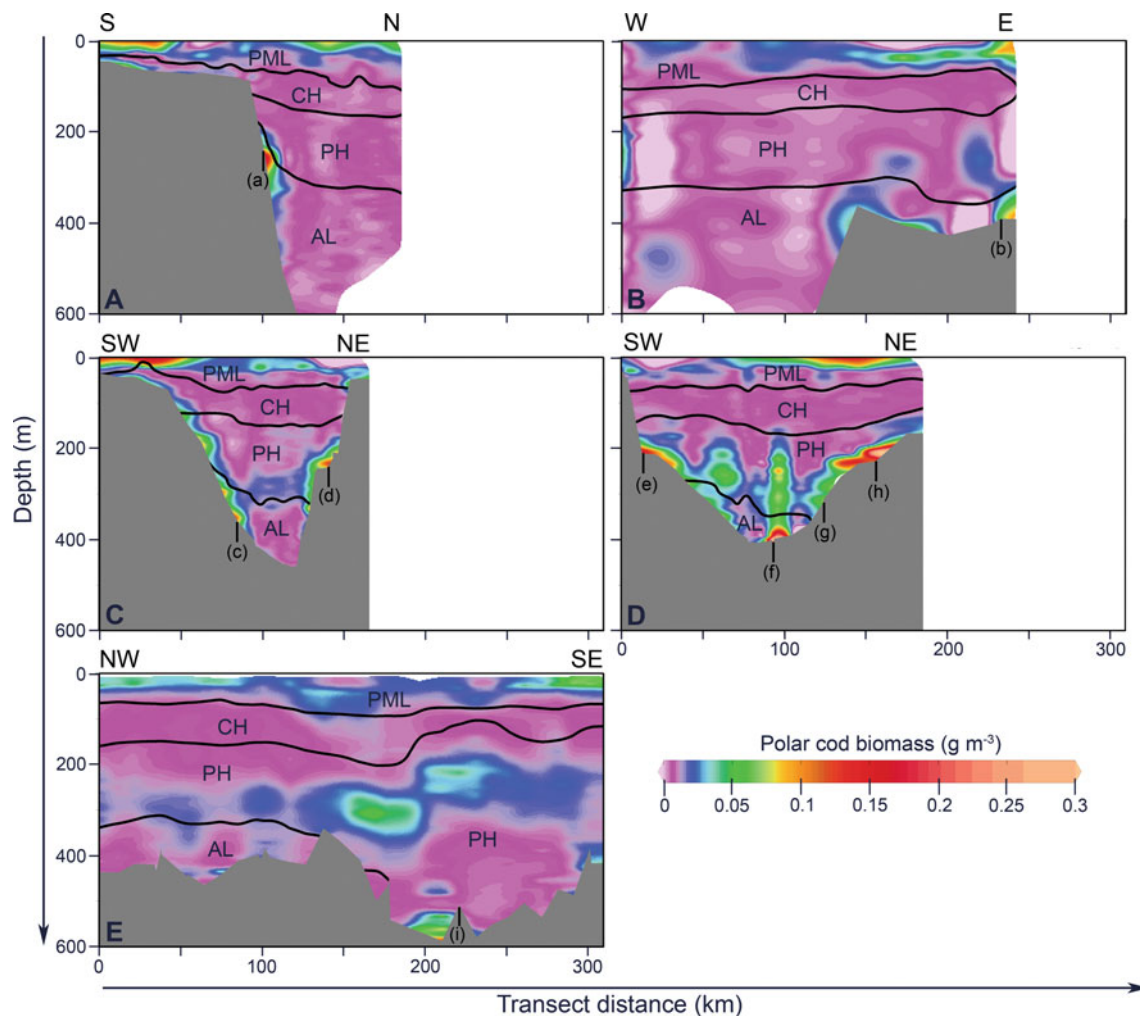 S N
W E
0
200
400
600
PML
CH
PH
AL
(a)
A
PML
CH
PH
AL
(b)
B
SW NE
SW NE
Depth (m)
0
200
400
600
PML
CH
PH
AL
(c)
(d)
C
PML
CH
PH
AL
(e)
(f)
(g)
(h)
D
0 100 200 300
NW SE
0
200
400
600
PML
CH
PH
PH
AL
(i)
E
0 100 200 300
Polar cod biomass (g m⁻³)
0 0.05 0.1 0.15 0.2 0.25 0.3
Transect distance (km)